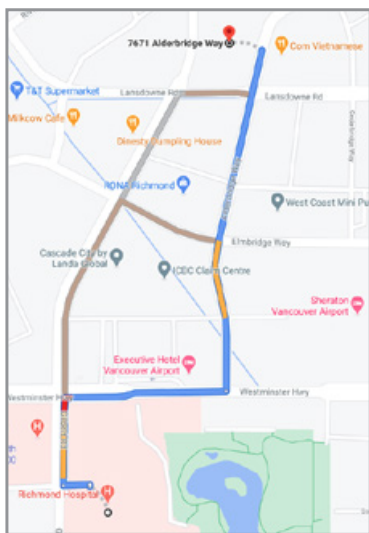 7671 Alderbridge Way
Com Vietnamese
T&T Supermarket
Lansdowne Rd
Lansdowne Rd
Milkcow Cafe
Dinesty Dumpling House
RONA Richmond
West Coast Mini Pu
Elmbridge Way
Cascade City by
Landa Global
ICBC Claim Centre
Sheraton
Vancouver Airport
Executive Hotel
Vancouver Airport
Westminster Hwy
Westminster Hwy
Richmond Hospital